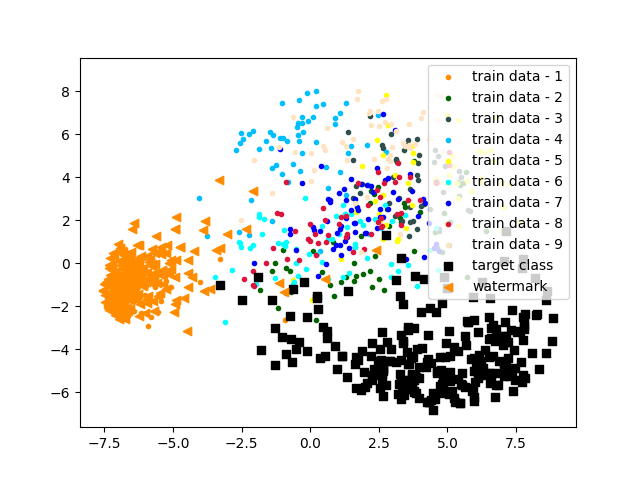 8
6
4
2
0
−2
−4
−6
−7.5 −5.0 −2.5 0.0 2.5 5.0 7.5
train data - 1
train data - 2
train data - 3
train data - 4
train data - 5
train data - 6
train data - 7
train data - 8
train data - 9
target class
watermark